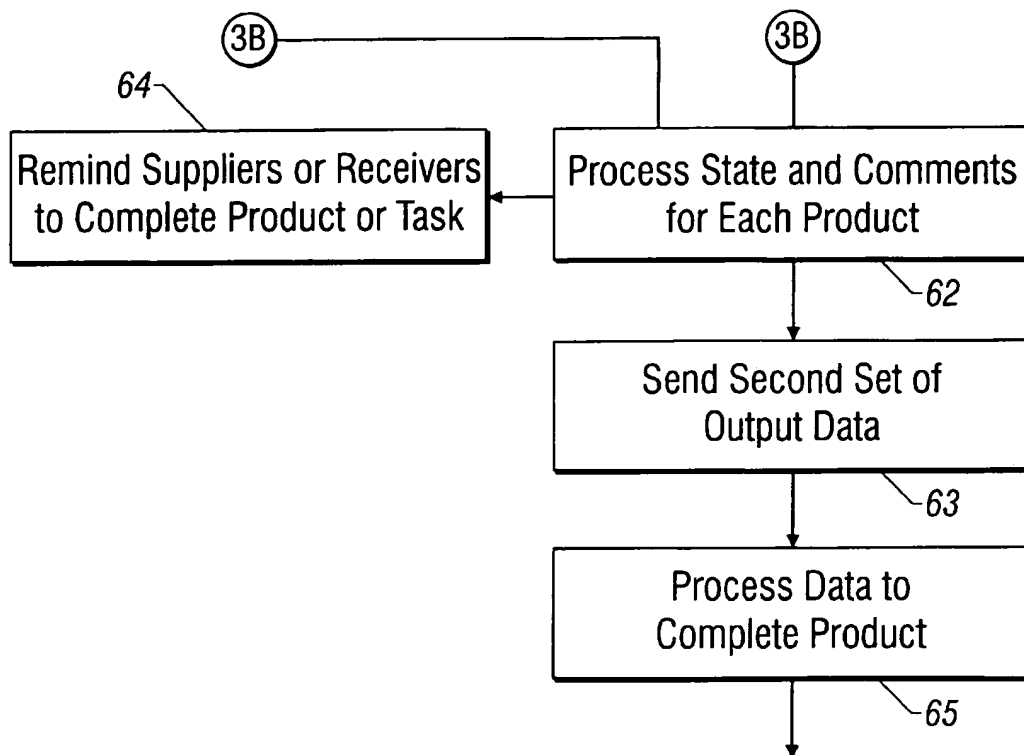 3B
3B
64
Remind Suppliers or Receivers
to Complete Product or Task
Process State and Comments
for Each Product
62
Send Second Set of
Output Data
63
Process Data to
Complete Product
65